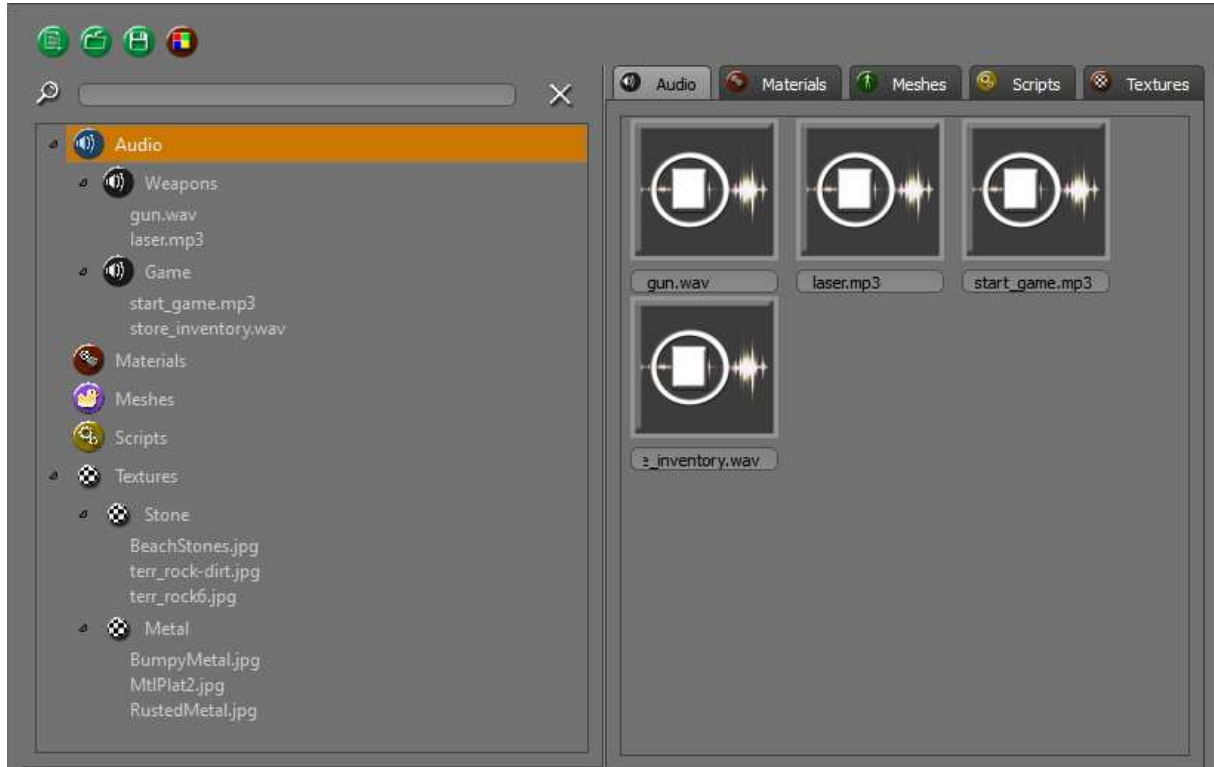 Audio
Weapons
gun.wav
laser.mp3
Game
start_game.mp3
store_inventory.wav
Materials
Meshes
Scripts
Textures
Stone
BeachStones.jpg
terr_rock-dirt.jpg
terr_rock6.jpg
Metal
BumpyMetal.jpg
MtlPlat2.jpg
RustedMetal.jpg
Audio Materials Meshes Scripts Textures
gun.wav laser.mp3 start_game.mp3
e_inventory.wav